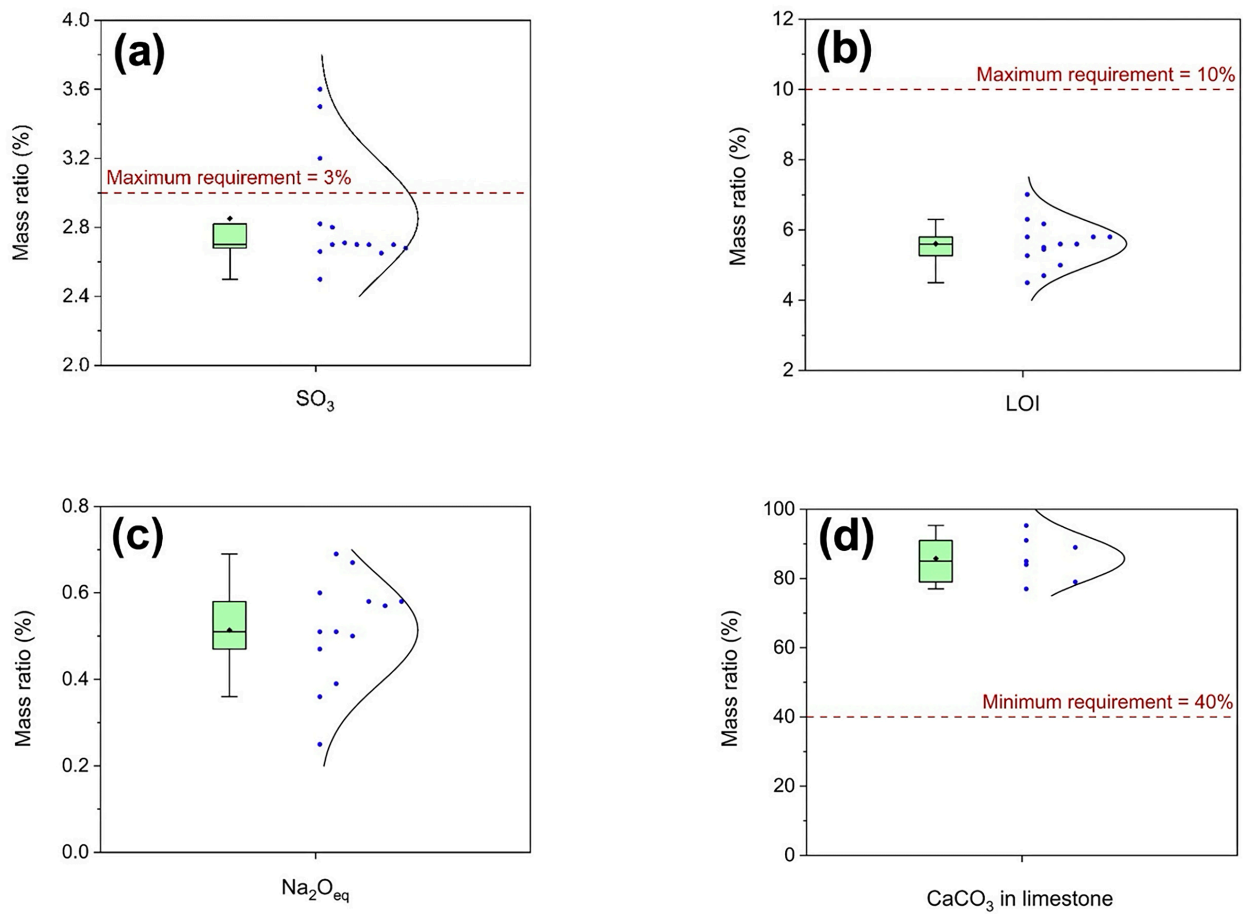 (a)
4.0
3.6
3.2
2.8
2.4
2.0
Mass ratio (%)
Maximum requirement = 3%
SO₃
(b)
12
10
8
6
4
2
Mass ratio (%)
Maximum requirement = 10%
LOI
(c)
0.8
0.6
0.4
0.2
0.0
Mass ratio (%)
Na₂Oeq
(d)
100
80
60
40
20
0
Mass ratio (%)
Minimum requirement = 40%
CaCO₃ in limestone